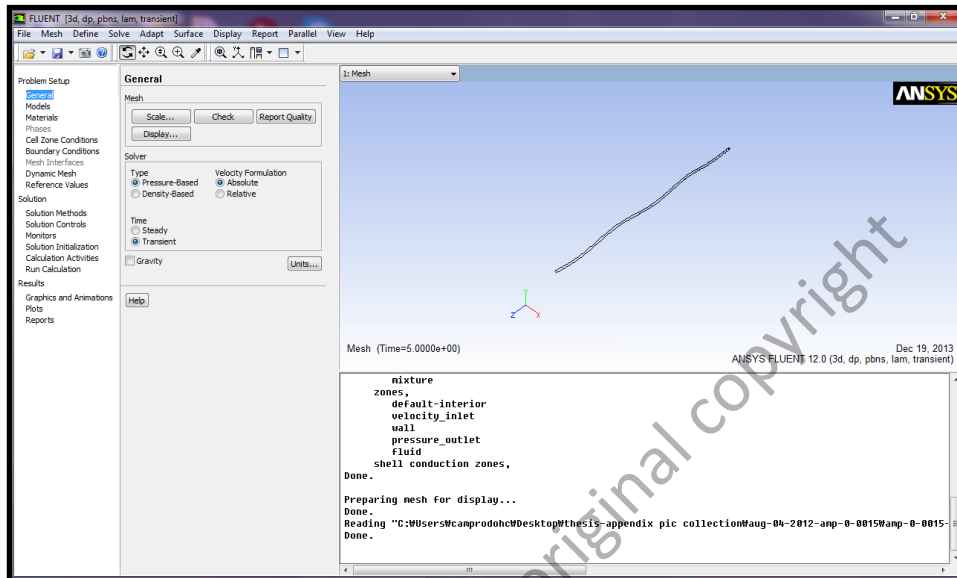 FLUENT [3d, dp, pbns, lam, transient]
File Mesh Define Solve Adapt Surface Display Report Parallel View Help
Problem Setup
General
Models
Materials
Phases
Cell Zone Conditions
Boundary Conditions
Mesh Interfaces
Dynamic Mesh
Reference Values
Solution
Solution Methods
Solution Controls
Monitors
Solution Initialization
Calculation Activities
Run Calculation
Results
Graphics and Animations
Plots
Reports
General
Mesh
Scale... Check Report Quality
Display...
Solver
Type
Pressure-Based
Density-Based
Velocity Formulation
Absolute
Relative
Time
Steady
Transient
Gravity
Units...
Help
1: Mesh
ANSYS
Y
Z X
Mesh (Time=5.0000e+00)
Dec 19, 2013
ANSYS FLUENT 12.0 (3d, dp, pbns, lam, transient)
mixture
zones,
default-interior
velocity_inlet
wall
pressure_outlet
fluid
shell conduction zones,
Done.
Preparing mesh for display...
Done.
Reading "C:₩Users₩camprodohc₩Desktop₩thesis-appendix pic collection₩aug-04-2012-amp-0-0015₩amp-0-0015-
Done.
original copyright